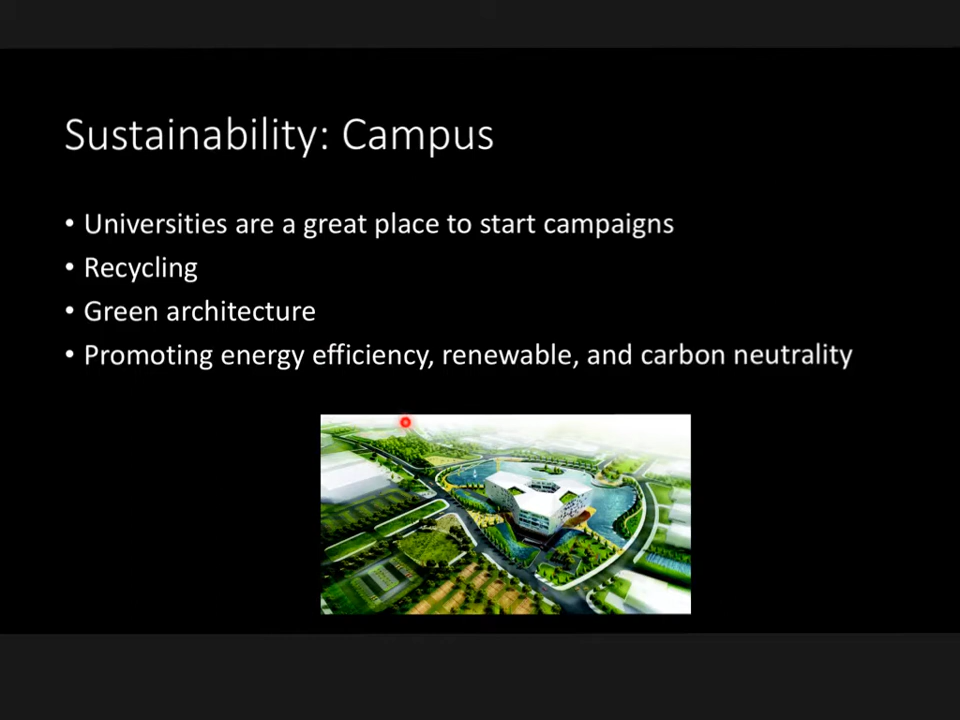 Sustainability: Campus
• Universities are a great place to start campaigns
• Recycling
• Green architecture
• Promoting energy efficiency, renewable, and carbon neutrality